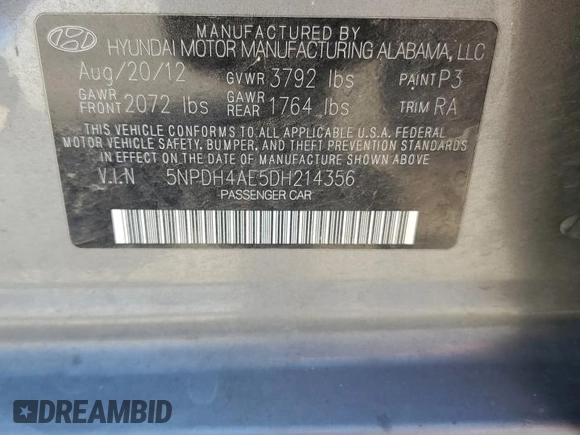 MANUFACTURED BY
HYUNDAI MOTOR MANUFACTURING ALABAMA, LLC
Aug/20/12 GVWR 3792 lbs PAINT P3
GAWR FRONT 2072 lbs GAWR REAR 1764 lbs TRIM RA
THIS VEHICLE CONFORMS TO ALL APPLICABLE U.S.A. FEDERAL
MOTOR VEHICLE SAFETY, BUMPER, AND THEFT PREVENTION STANDARDS
IN EFFECT ON THE DATE OF MANUFACTURE SHOWN ABOVE.
V.I.N 5NPDH4AE5DH214356
PASSENGER CAR
DREAMBID